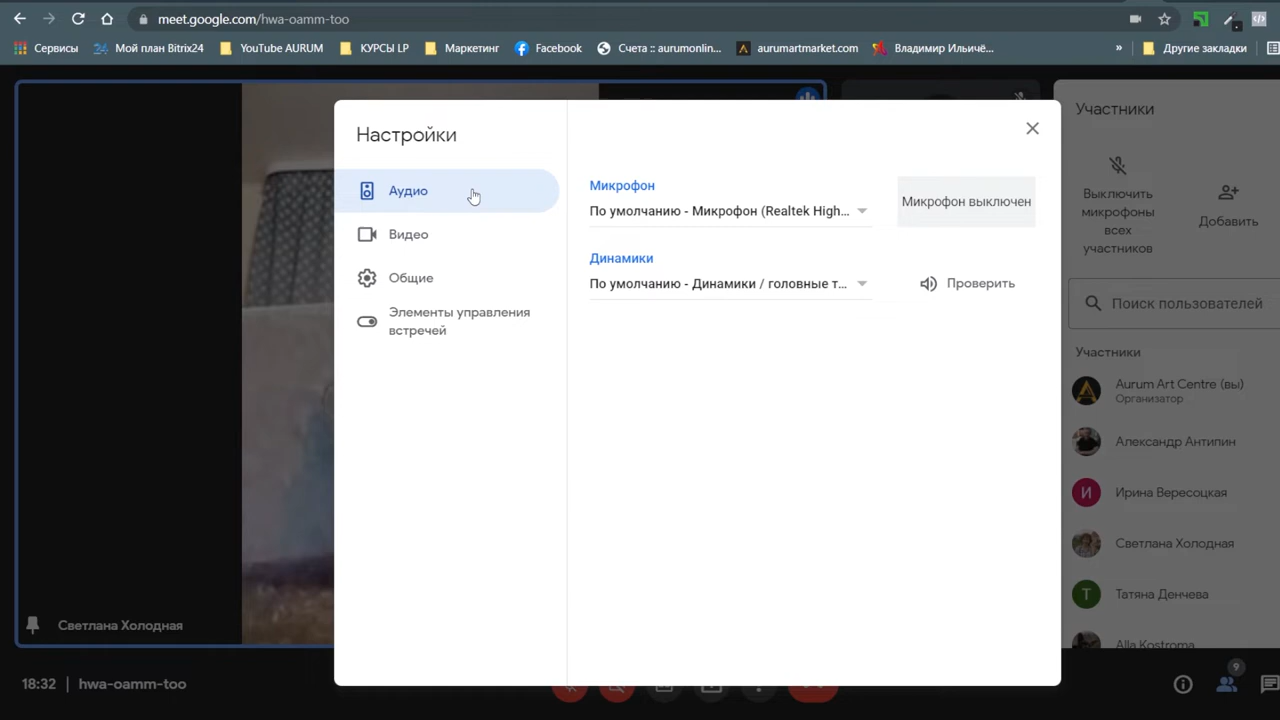 meet.google.com/hwa-oamm-too
Сервисы
Мой план Bitrix24
YouTube AURUM
КУРСЫ LP
Маркетинг
Facebook
Счета :: aurumonlin...
aurumartmarket.com
Владимир Ильичё...
»
Другие закладки
Настройки
Аудио
Видео
Общие
Элементы управления
встречей
Микрофон
По умолчанию - Микрофон (Realtek High...
Микрофон выключен
Динамики
По умолчанию - Динамики / головные т...
Проверить
Участники
Выключить
микрофоны
всех
участников
Добавить
Поиск пользователей
Участники
Aurum Art Centre (вы)
Организатор
Александр Антипин
И
Ирина Вересоцкая
Светлана Холодная
Т
Татяна Денчева
Alla Kostroma
Светлана Холодная
18:32 | hwa-oamm-too
9